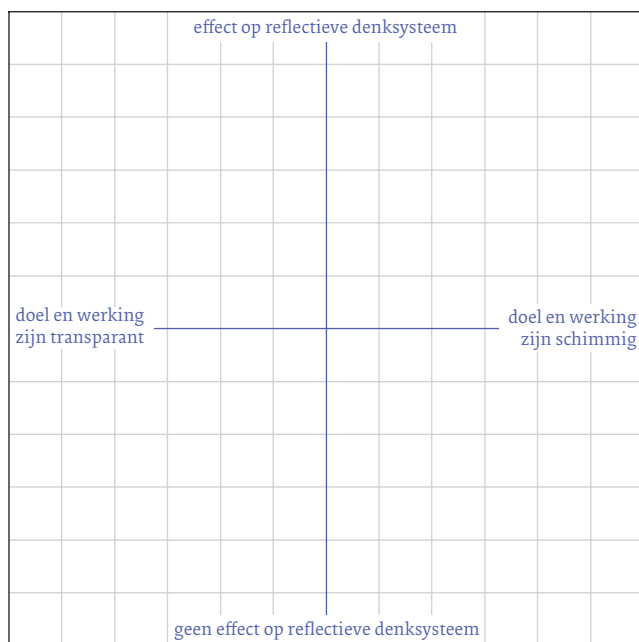 effect op reflectieve denksysteem
doel en werking
zijn transparant
doel en werking
zijn schimmig
geen effect op reflectieve denksysteem